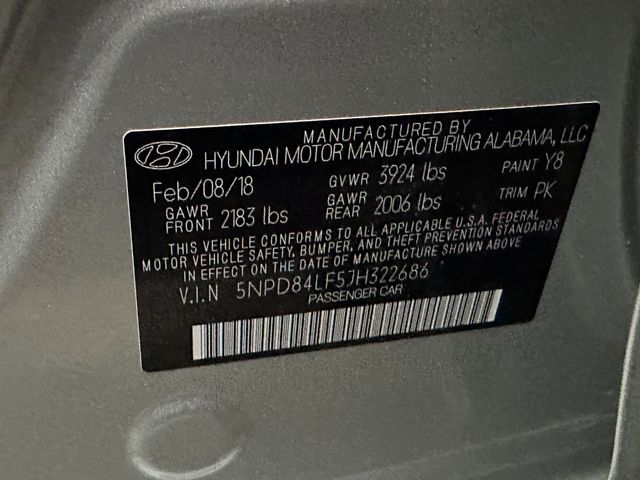 MANUFACTURED BY
HYUNDAI MOTOR MANUFACTURING ALABAMA, LLC
Feb/08/18 GVWR 3924 lbs PAINT Y8
GAWR FRONT 2183 lbs GAWR REAR 2006 lbs TRIM PK
THIS VEHICLE CONFORMS TO ALL APPLICABLE U.S.A. FEDERAL
MOTOR VEHICLE SAFETY, BUMPER, AND THEFT PREVENTION STANDARDS
IN EFFECT ON THE DATE OF MANUFACTURE SHOWN ABOVE
V.I.N 5NPD84LF5JH322686
PASSENGER CAR